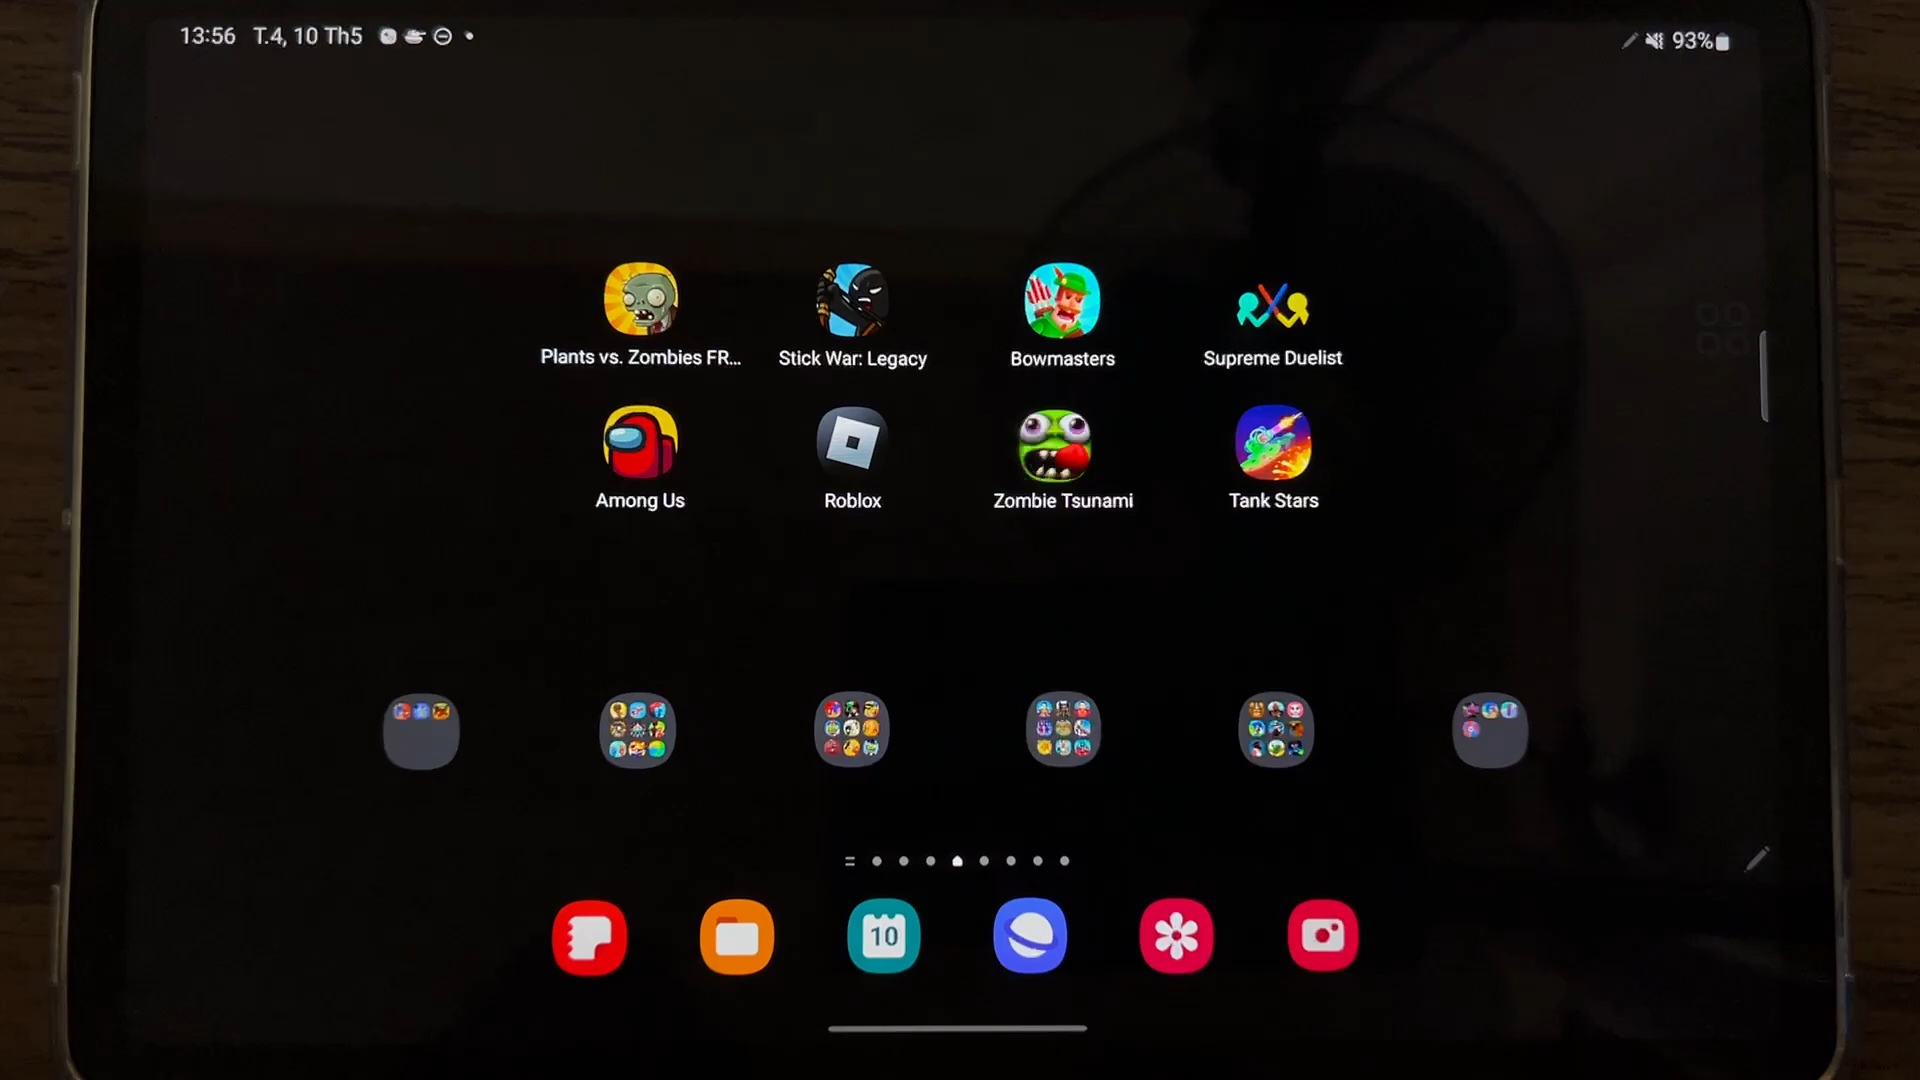 13:56 T.4, 10 Th5
93%
Plants vs. Zombies FR... Stick War: Legacy Bowmasters Supreme Duelist
Among Us Roblox Zombie Tsunami Tank Stars
10